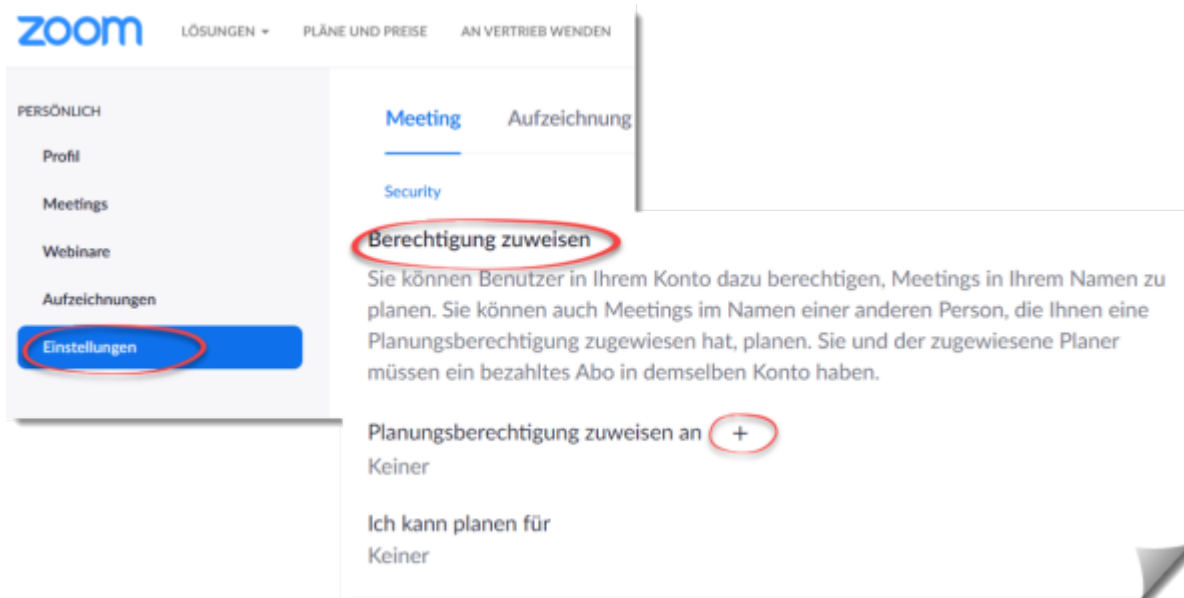 zoom LÖSUNGEN PLÄNE UND PREISE AN VERTRIEB WENDEN
PERSÖNLICH
Profil
Meetings
Webinare
Aufzeichnungen
Einstellungen
Meeting Aufzeichnung
Security
Berechtigung zuweisen
Sie können Benutzer in Ihrem Konto dazu berechtigen, Meetings in Ihrem Namen zu
planen. Sie können auch Meetings im Namen einer anderen Person, die Ihnen eine
Planungsberechtigung zugewiesen hat, planen. Sie und der zugewiesene Planer
müssen ein bezahltes Abo in demselben Konto haben.
Planungsberechtigung zuweisen an +
Keiner
Ich kann planen für
Keiner